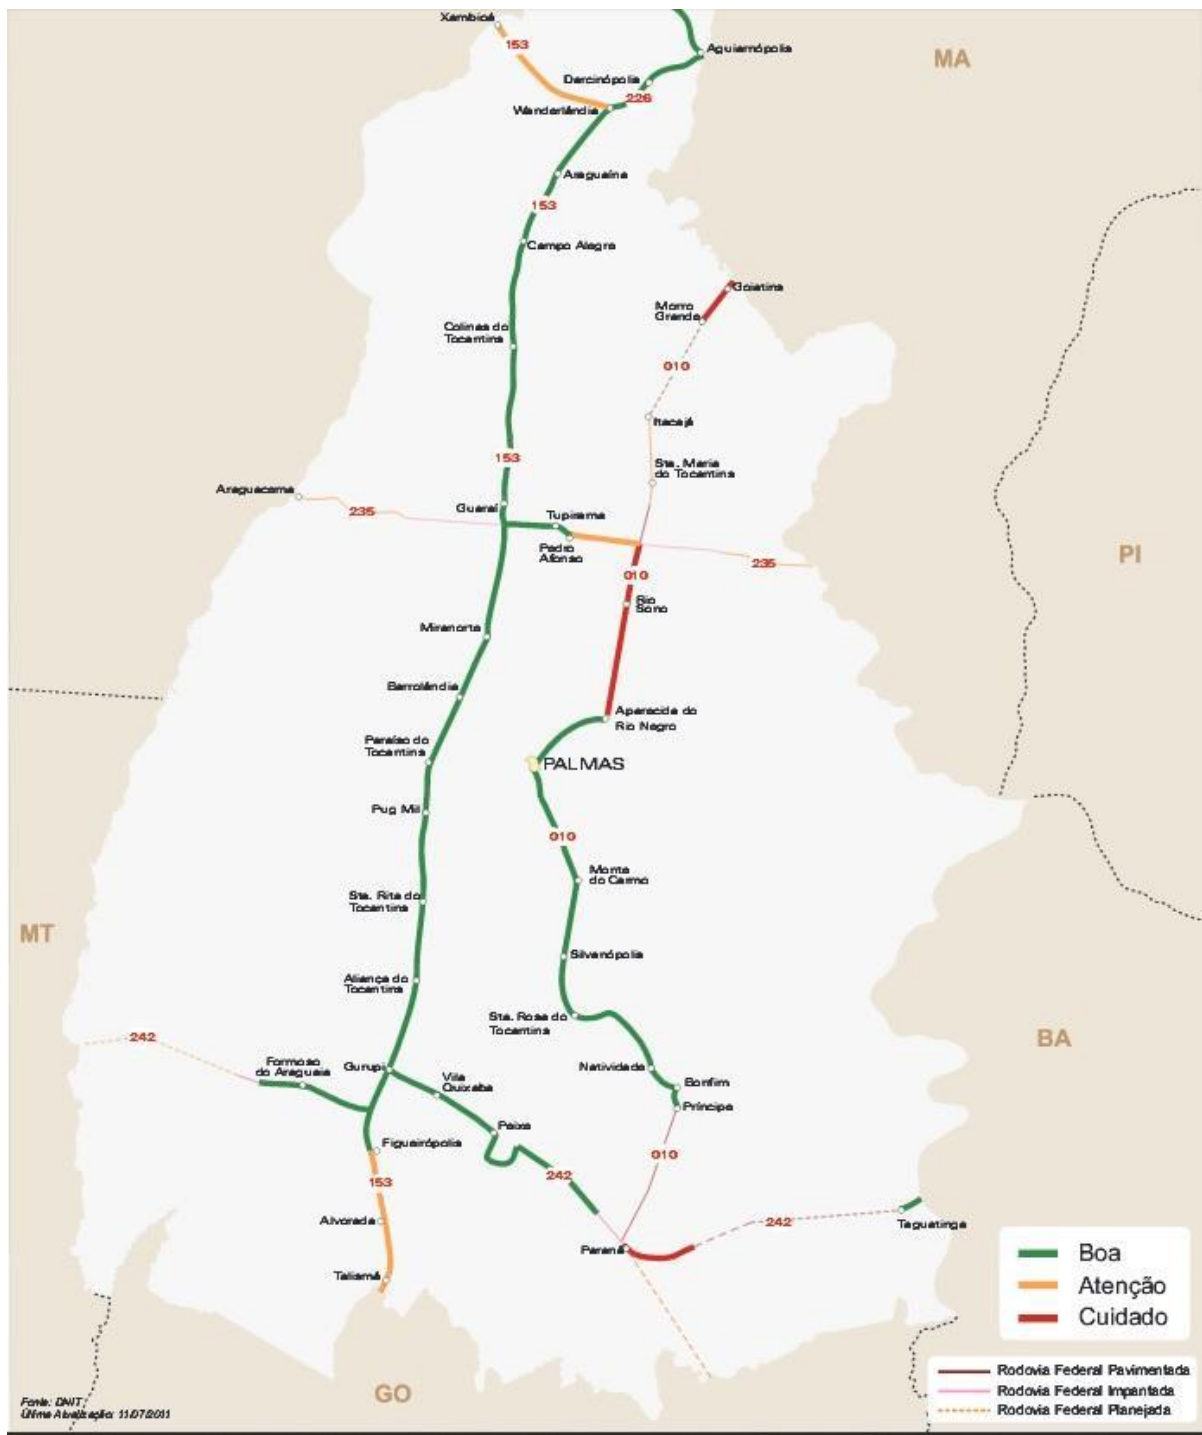 Xambioá
153
Aguiarnópolis
MA
Darcinópolis
226
Wanderlândia
Araguaína
153
Campo Alegre
Goiatins
Morro
Grande
Colinas do
Tocantins
010
Itacajá
153
Sta. Maria
do Tocantins
Araguacema
Guaraí
235
Tupirama
Pedro
Afonso
PI
235
010
Rio
Sono
Miranorte
Barrolândia
Aparecida do
Rio Negro
Paraíso do
Tocantins
PALMAS
Pug Mil
010
Monte
do Carmo
Sta. Rita do
Tocantins
MT
Silvanópolis
Aliança do
Tocantins
Sta. Rosa do
Tocantins
242
BA
Formoso
do Araguaia
Gurupi
Vila
Quixaba
Natividade
Bonfim
Príncipe
Peixe
Figueirópolis
010
242
153
Alvorada
242
Taguatinga
Paranã
Talismã
Boa
Atenção
Cuidado
Rodovia Federal Pavimentada
Rodovia Federal Impantada
Rodovia Federal Planejada
GO
Fonte: DNIT
Última Atualização: 11/07/2011